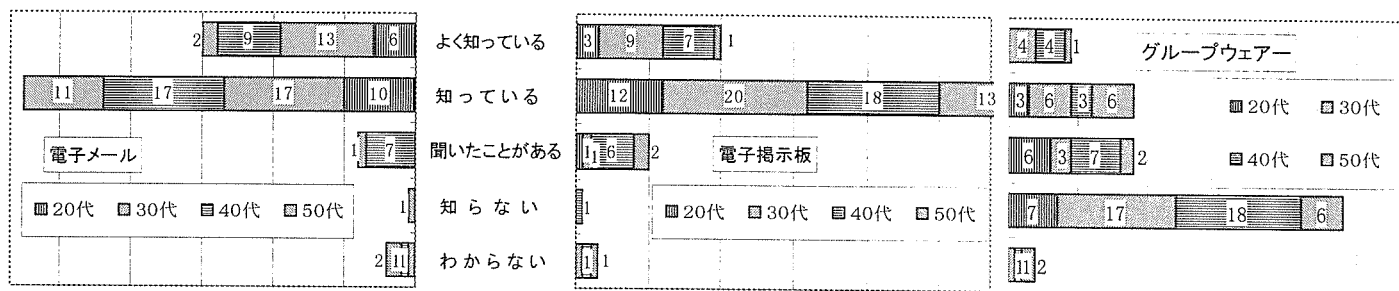 2 9 13 6 よく知っている 3 9 7 1 4 4 1 グループウェアー
11 17 17 10 知っている 12 20 18 13 3 6 3 6 20代 30代
電子メール 1 7 聞いたことがある 1 1 6 2 電子掲示板 6 3 7 2 40代 50代
20代 30代 40代 50代 1 知らない 1 20代 30代 40代 50代 7 17 18 6
2 1 1 わからない 1 1 1 1 2